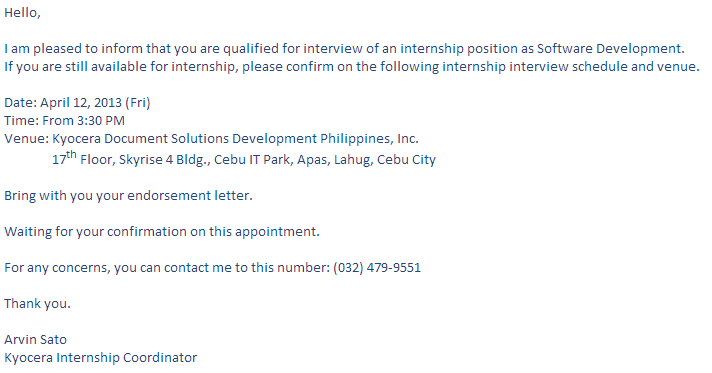 Hello,
I am pleased to inform that you are qualified for interview of an internship position as Software Development.
If you are still available for internship, please confirm on the following internship interview schedule and venue.
Date: April 12, 2013 (Fri)
Time: From 3:30 PM
Venue: Kyocera Document Solutions Development Philippines, Inc.
17th Floor, Skyrise 4 Bldg., Cebu IT Park, Apas, Lahug, Cebu City
Bring with you your endorsement letter.
Waiting for your confirmation on this appointment.
For any concerns, you can contact me to this number: (032) 479-9551
Thank you.
Arvin Sato
Kyocera Internship Coordinator